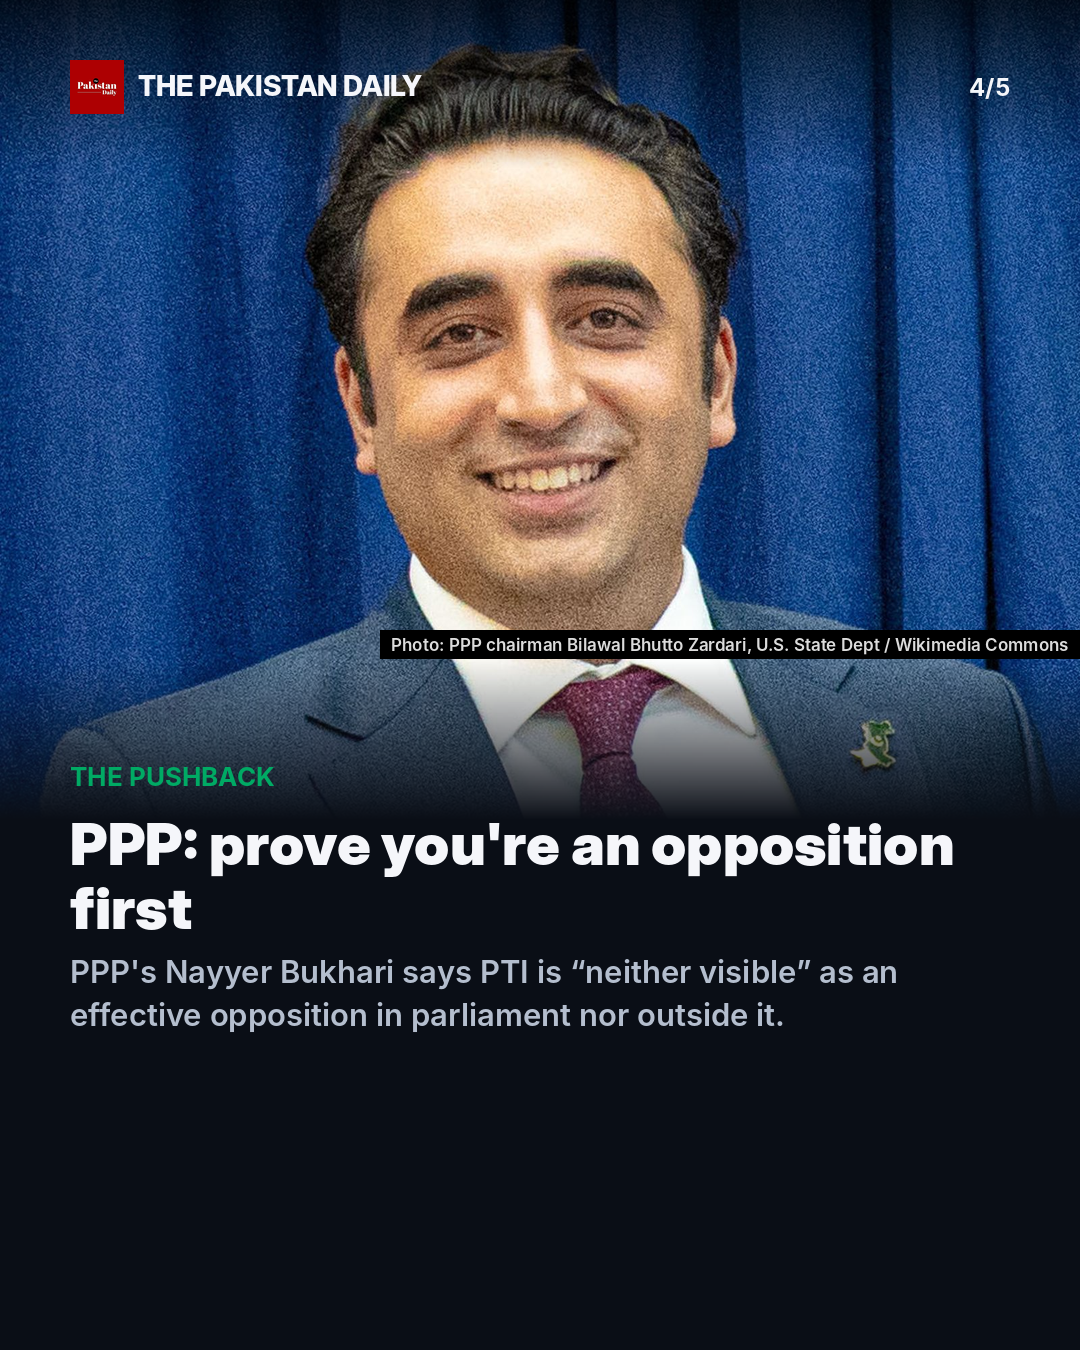 Pakistan
Daily
THE PAKISTAN DAILY
4/5
Photo: PPP chairman Bilawal Bhutto Zardari, U.S. State Dept / Wikimedia Commons
THE PUSHBACK
PPP: prove you're an opposition
first
PPP's Nayyer Bukhari says PTI is “neither visible” as an
effective opposition in parliament nor outside it.